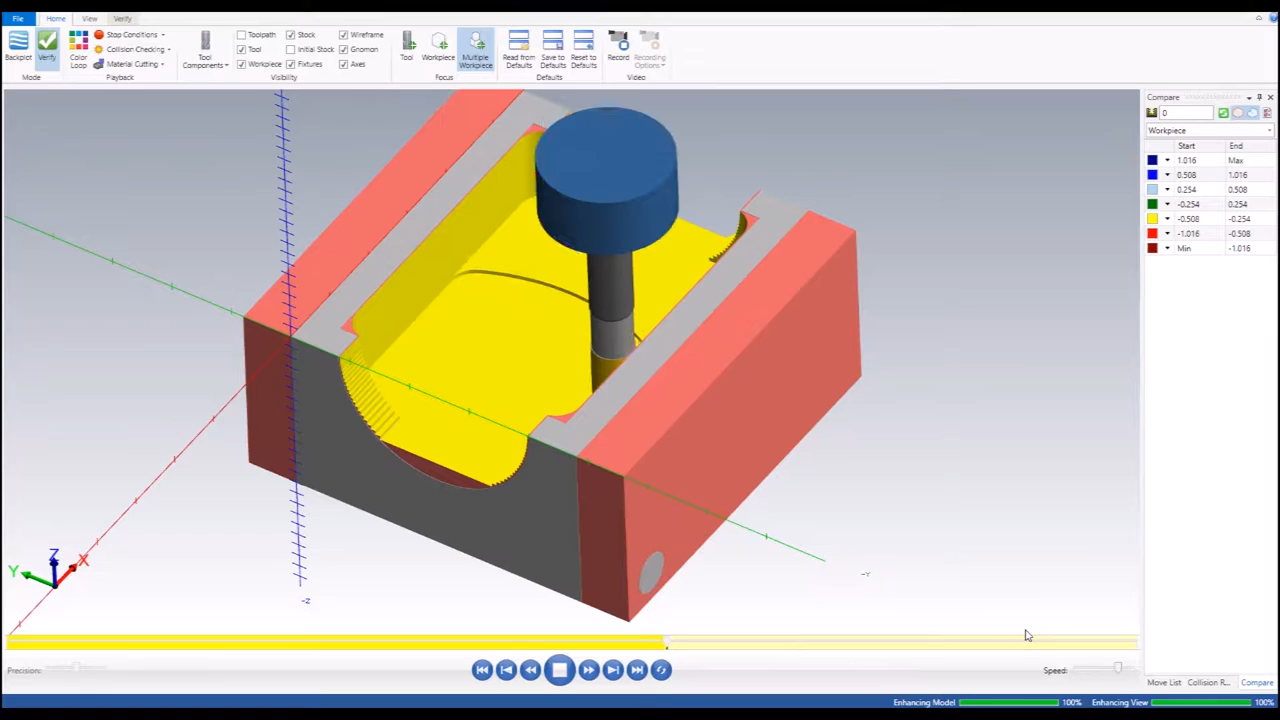 File Home View Verify
Backplot
Verify
Color Loop
Stop Conditions
Collision Checking
Material Cutting
Tool Components
Toolpath Stock Wireframe
Tool Initial Stock Gnomon
Workpiece Fixtures Axes
Tool
Workpiece
Multiple Workpiece
Read from Defaults
Save to Defaults
Reset to Defaults
Record
Recording Options
Mode Playback Visibility Focus Defaults Video
Compare
0
Workpiece
Start End
1.016 Max
0.508 1.016
0.254 0.508
-0.254 0.254
-0.508 -0.254
-1.016 -0.508
Min -1.016
Z
X
Y
-Y
-Z
Precision:
Speed:
Move List Collision R... Compare
Enhancing Model 100% Enhancing View 100%